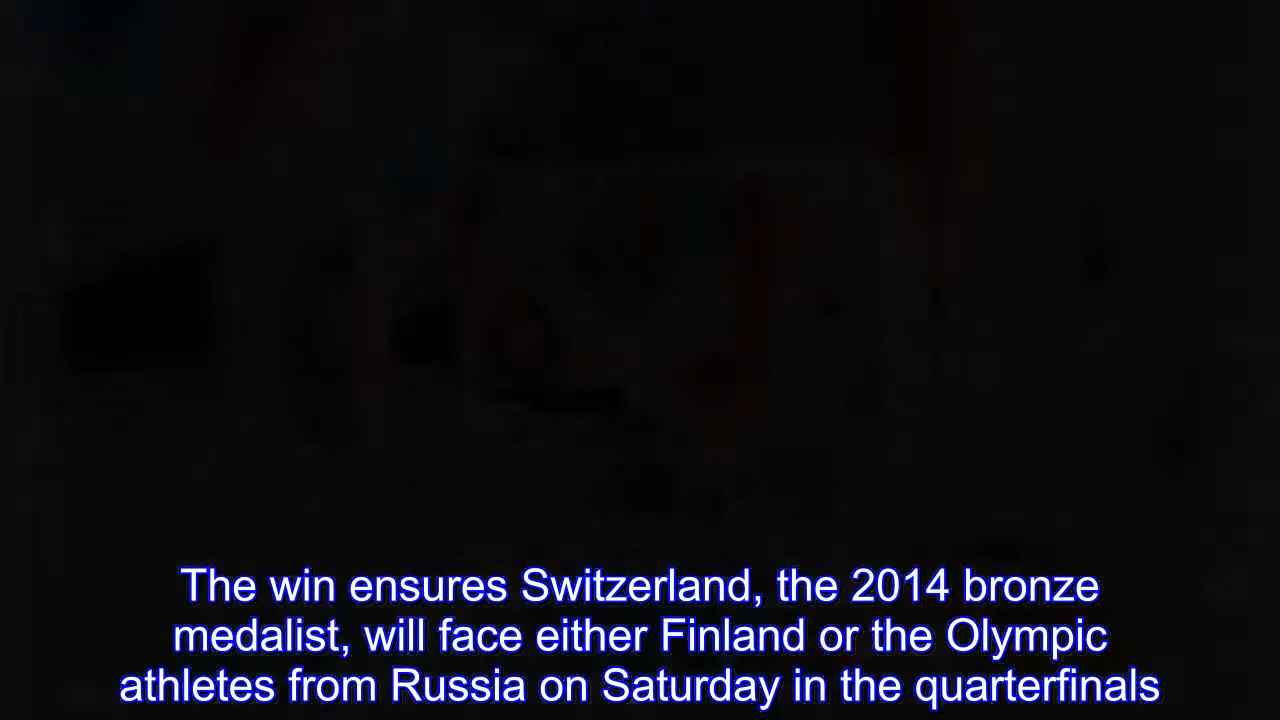 The win ensures Switzerland, the 2014 bronze
medalist, will face either Finland or the Olympic
athletes from Russia on Saturday in the quarterfinals